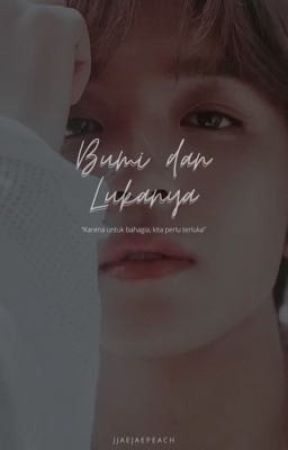 Bumi dan
Lukanya
"Karena untuk bahagia, kita perlu terluka"
JJAEJAEPEACH